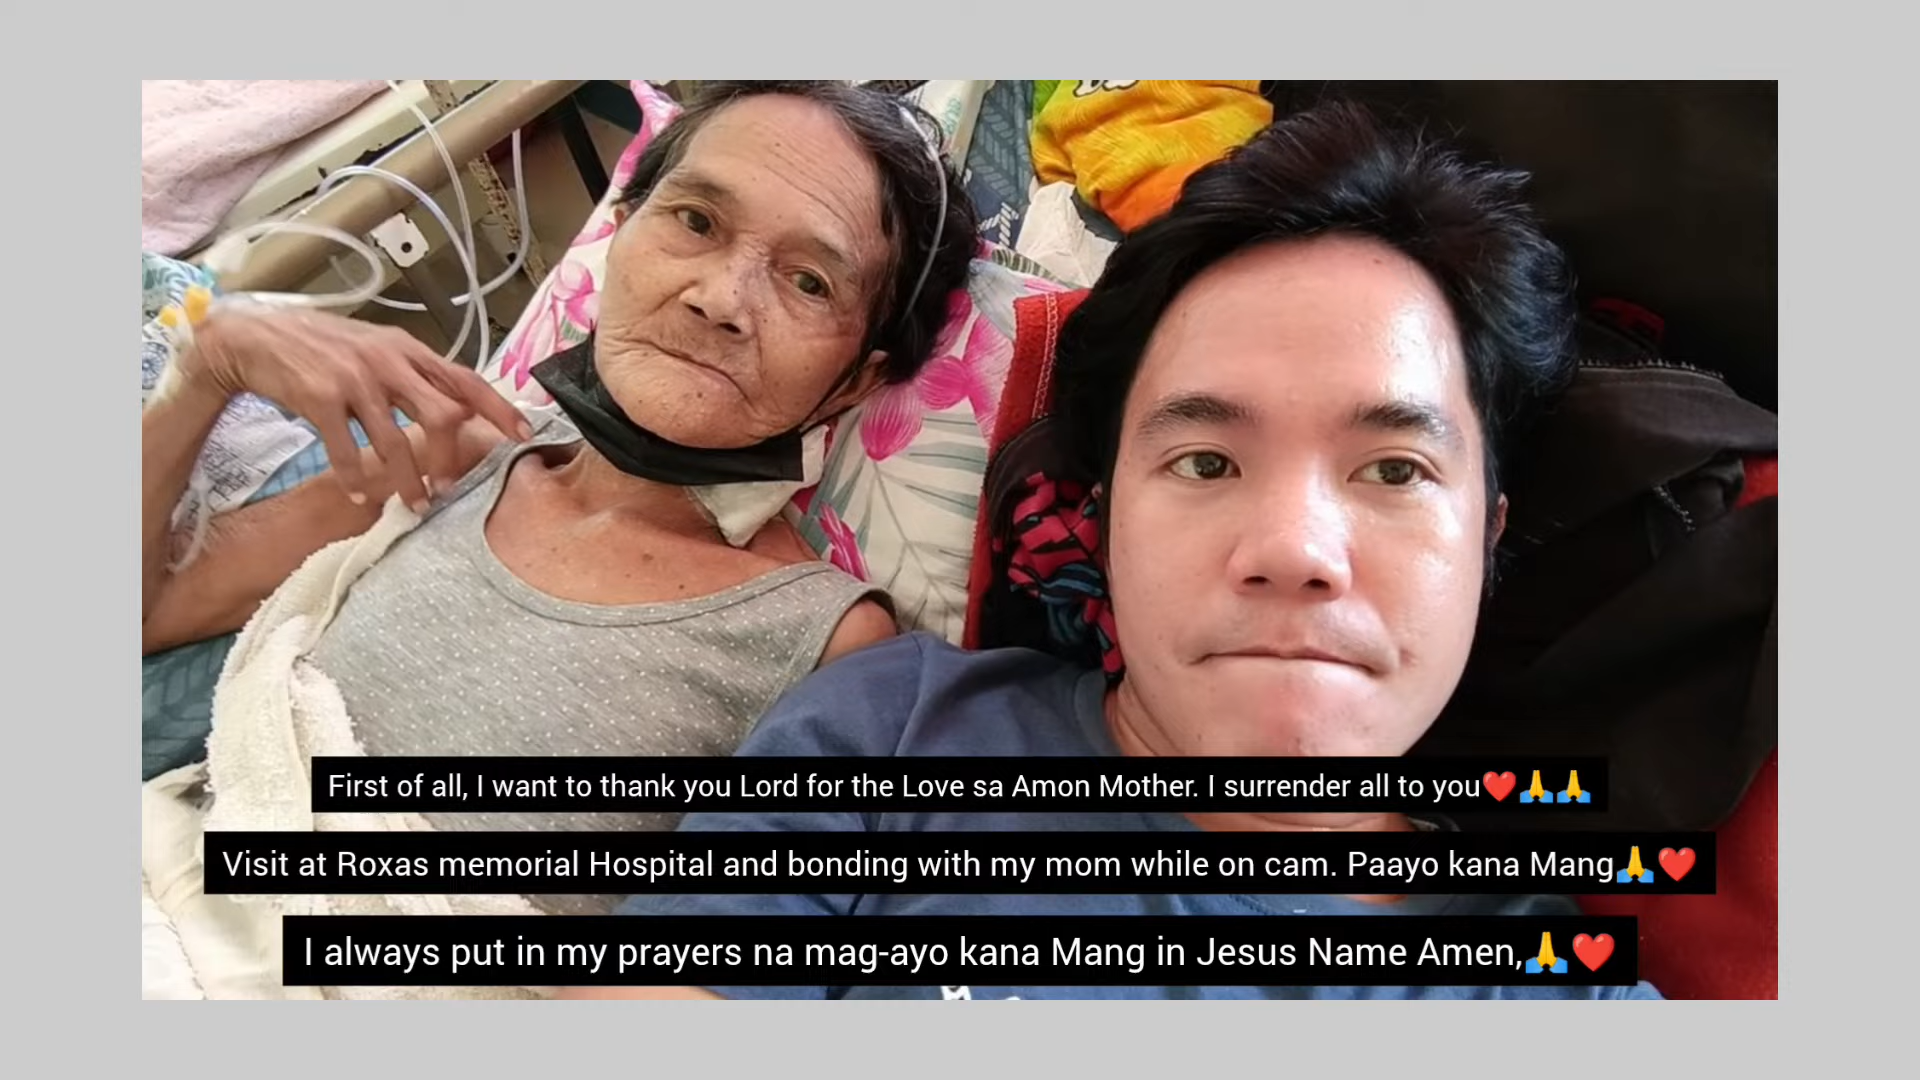 First of all, I want to thank you Lord for the Love sa Amon Mother. I surrender all to you❤️🙏🙏
Visit at Roxas memorial Hospital and bonding with my mom while on cam. Paayo kana Mang🙏❤️
I always put in my prayers na mag-ayo kana Mang in Jesus Name Amen,🙏❤️